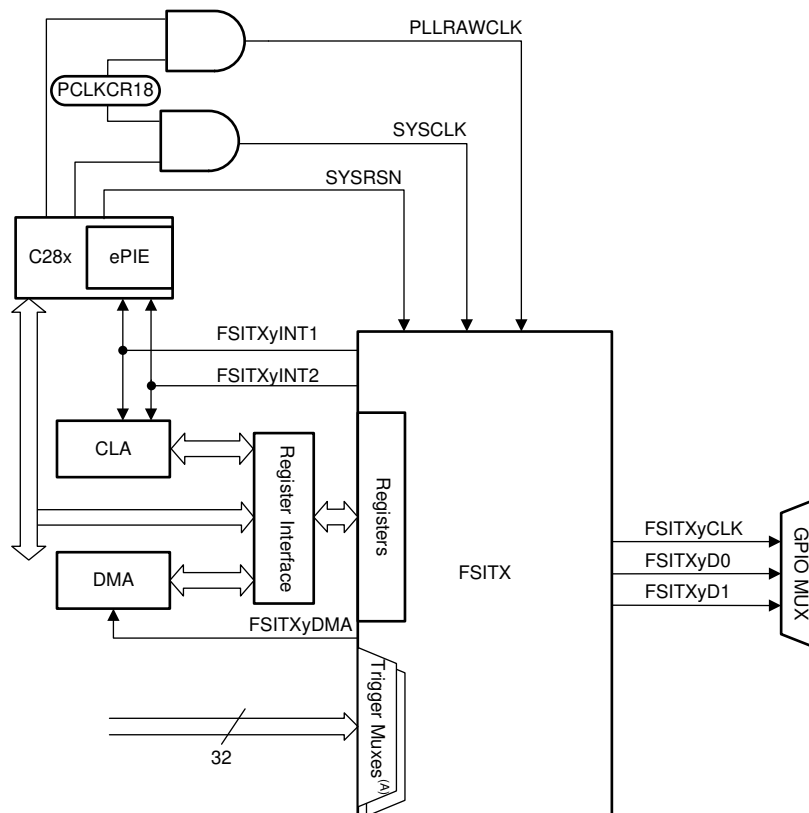 PLLRAWCLK
PCLKCR18
SYSCLK
SYSRSN
C28x
ePIE
FSITXyINT1
FSITXyINT2
CLA
Register Interface
Registers
FSITX
FSITXyCLK
FSITXyD0
FSITXyD1
GPIO MUX
DMA
FSITXyDMA
Trigger Muxes(A)
32